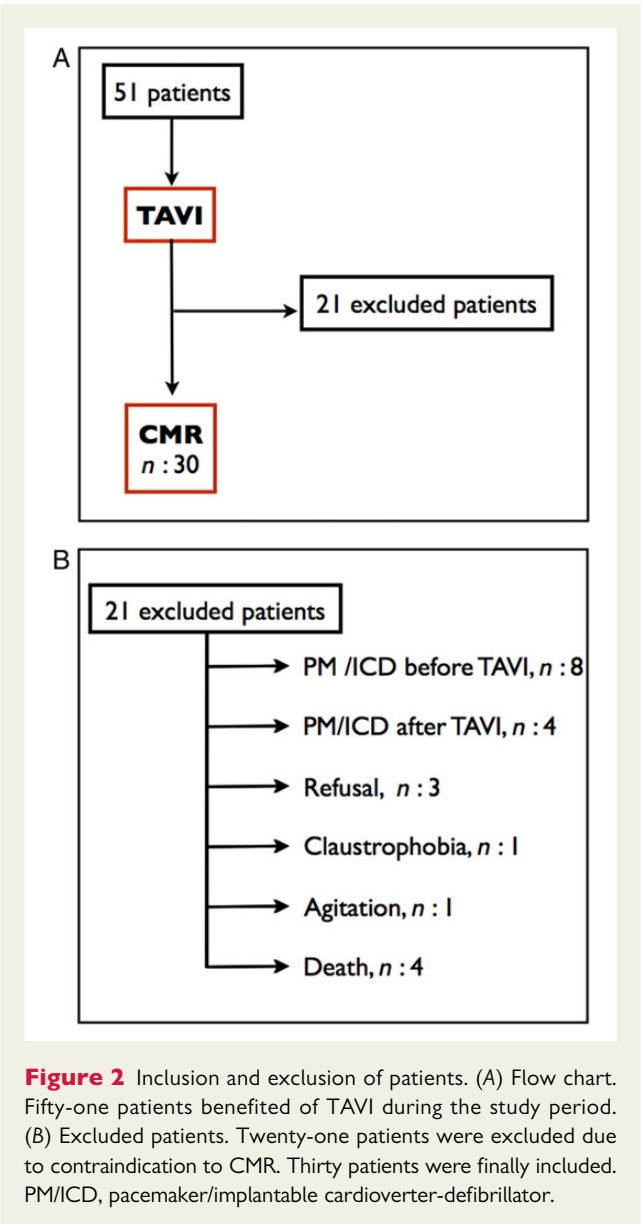 A
51 patients
TAVI
21 excluded patients
CMR
n : 30
B
21 excluded patients
PM /ICD before TAVI, n : 8
PM/ICD after TAVI, n : 4
Refusal, n : 3
Claustrophobia, n : 1
Agitation, n : 1
Death, n : 4
Figure 2 Inclusion and exclusion of patients. (A) Flow chart.
Fifty-one patients benefited of TAVI during the study period.
(B) Excluded patients. Twenty-one patients were excluded due
to contraindication to CMR. Thirty patients were finally included.
PM/ICD, pacemaker/implantable cardioverter-defibrillator.